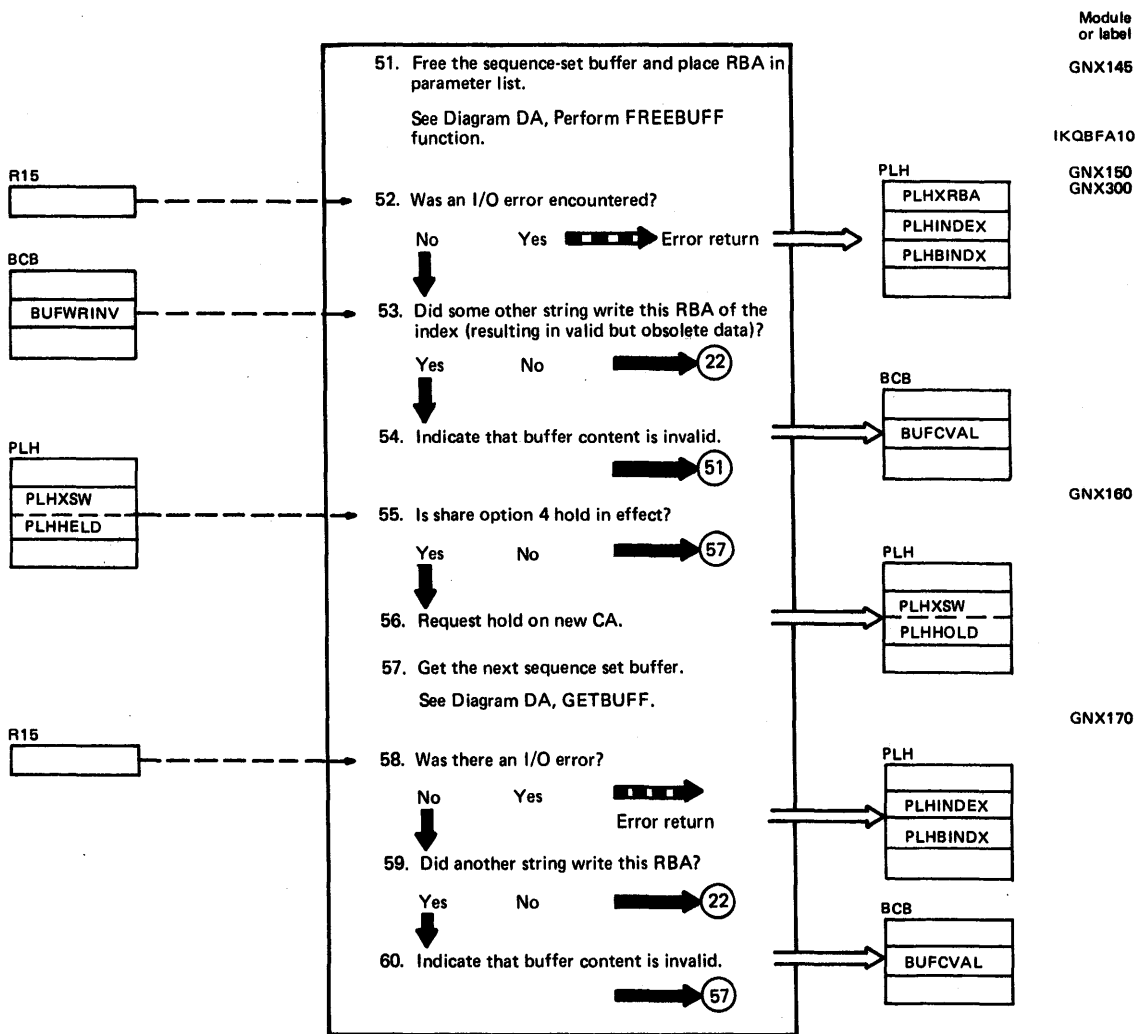 Module
or label
51. Free the sequence-set buffer and place RBA in
parameter list.
GNX145
See Diagram DA, Perform FREEBUFF
function.
IKQBFA10
R15
PLH
GNX150
GNX300
52. Was an I/O error encountered?
PLHXRBA
No Yes Error return
PLHINDEX
PLHBINDX
BCB
BUFWRINV
53. Did some other string write this RBA of the
index (resulting in valid but obsolete data)?
Yes No 22
BCB
54. Indicate that buffer content is invalid.
BUFCVAL
51
PLH
PLHXSW
PLHHELD
GNX160
55. Is share option 4 hold in effect?
Yes No 57
PLH
56. Request hold on new CA.
PLHXSW
PLHHOLD
57. Get the next sequence set buffer.
See Diagram DA, GETBUFF.
GNX170
R15
58. Was there an I/O error?
PLH
No Yes
Error return
PLHINDEX
PLHBINDX
59. Did another string write this RBA?
Yes No 22
BCB
60. Indicate that buffer content is invalid.
BUFCVAL
57